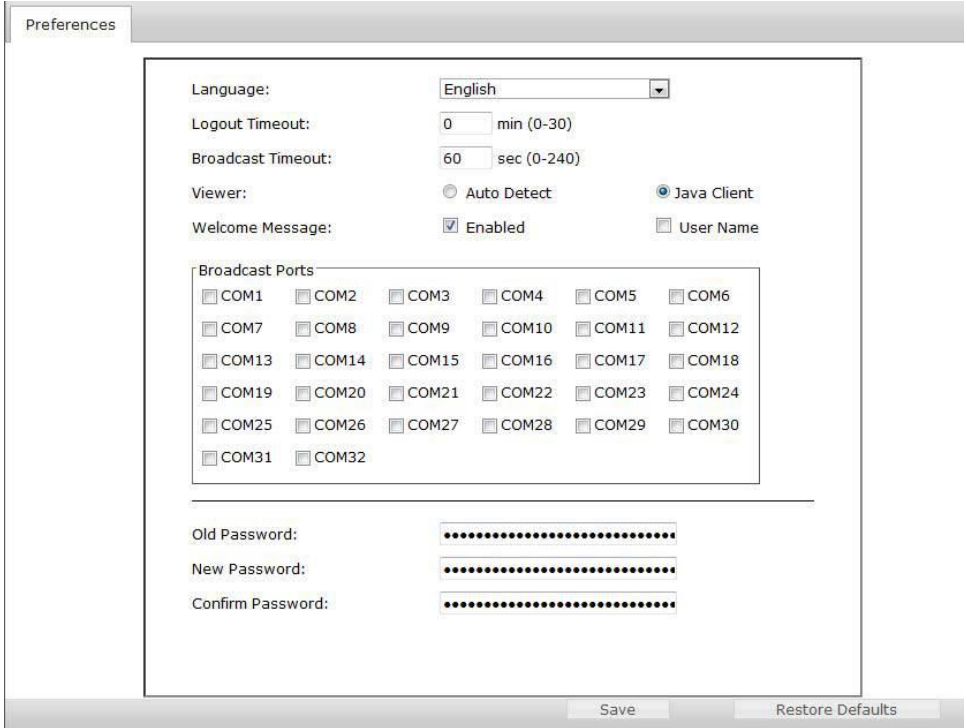 Preferences
Language: English
Logout Timeout: 0 min (0-30)
Broadcast Timeout: 60 sec (0-240)
Viewer: Auto Detect Java Client
Welcome Message: Enabled User Name
Broadcast Ports
COM1 COM2 COM3 COM4 COM5 COM6
COM7 COM8 COM9 COM10 COM11 COM12
COM13 COM14 COM15 COM16 COM17 COM18
COM19 COM20 COM21 COM22 COM23 COM24
COM25 COM26 COM27 COM28 COM29 COM30
COM31 COM32
Old Password:
New Password:
Confirm Password:
Save Restore Defaults